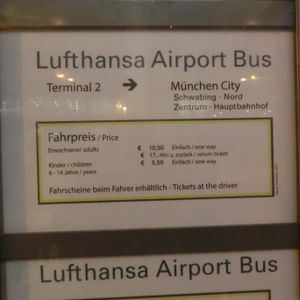 Lufthansa Airport Bus
Terminal 2 → München City
Schwabing - Nord
Zentrum - Hauptbahnhof
Fahrpreis / Price
Erwachsene/ adults € 10,50 Einfach / one way
€ 17,- Hin u. zurück / return ticket
Kinder / children € 5,50 Einfach / one way
6 - 14 Jahre / years
Fahrscheine beim Fahrer erhältlich - Tickets at the driver
Lufthansa Airport Bus